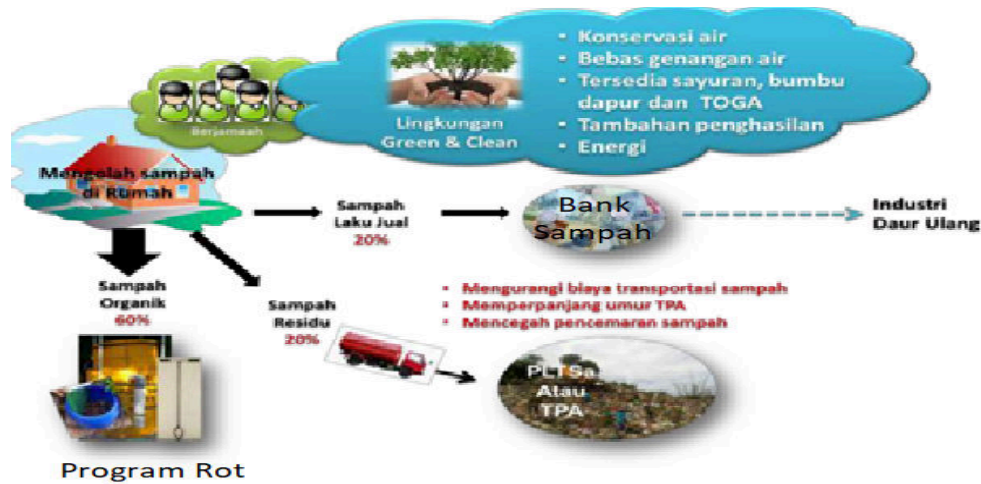 Konservasi air
Bebas genangan air
Tersedia sayuran, bumbu
dapur dan TOGA
Tambahan penghasilan
Energi
Lingkungan
Green & Clean
Berjamaah
Mengolah sampah
di Rumah
Sampah
Laku Jual
20%
Bank
Sampah
Industri
Daur Ulang
Sampah
Organik
60%
Sampah
Residu
20%
Mengurangi biaya transportasi sampah
Memperpanjang umur TPA
Mencegah pencemaran sampah
PLTSa
Atau
TPA
Program Rot